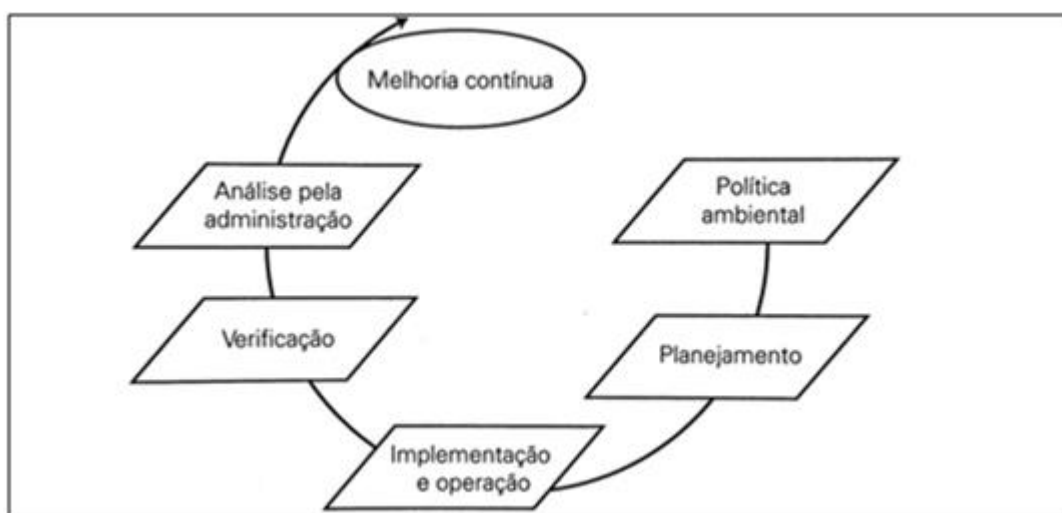 Melhoria contínua
Análise pela
administração
Política
ambiental
Verificação
Planejamento
Implementação
e operação